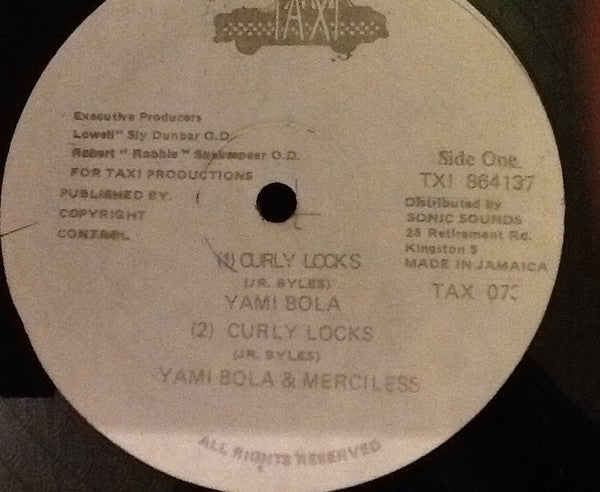 TAXI
Executive Producers
Lowell" Sly Dunbar O.D.
Robert " Robbie " Shakespear O.D.
FOR TAXI PRODUCTIONS
PUBLISHED BY:
COPYRIGHT
CONTROL
Side One
TXI 864137
Distributed by
SONIC SOUNDS
25 Retirement Rd.
Kingston 5
MADE IN JAMAICA
TAX 073
(1) CURLY LOCKS
(JR. BYLES)
YAMI BOLA
(2) CURLY LOCKS
(JR. BYLES)
YAMI BOLA & MERCILESS
ALL RIGHTS RESERVED